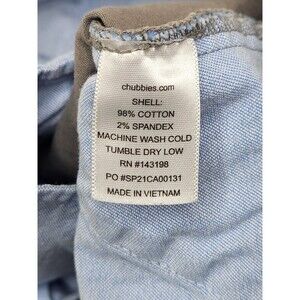 chubbies.com
SHELL:
98% COTTON
2% SPANDEX
MACHINE WASH COLD
TUMBLE DRY LOW
RN #143198
PO #SP21CA00131
MADE IN VIETNAM